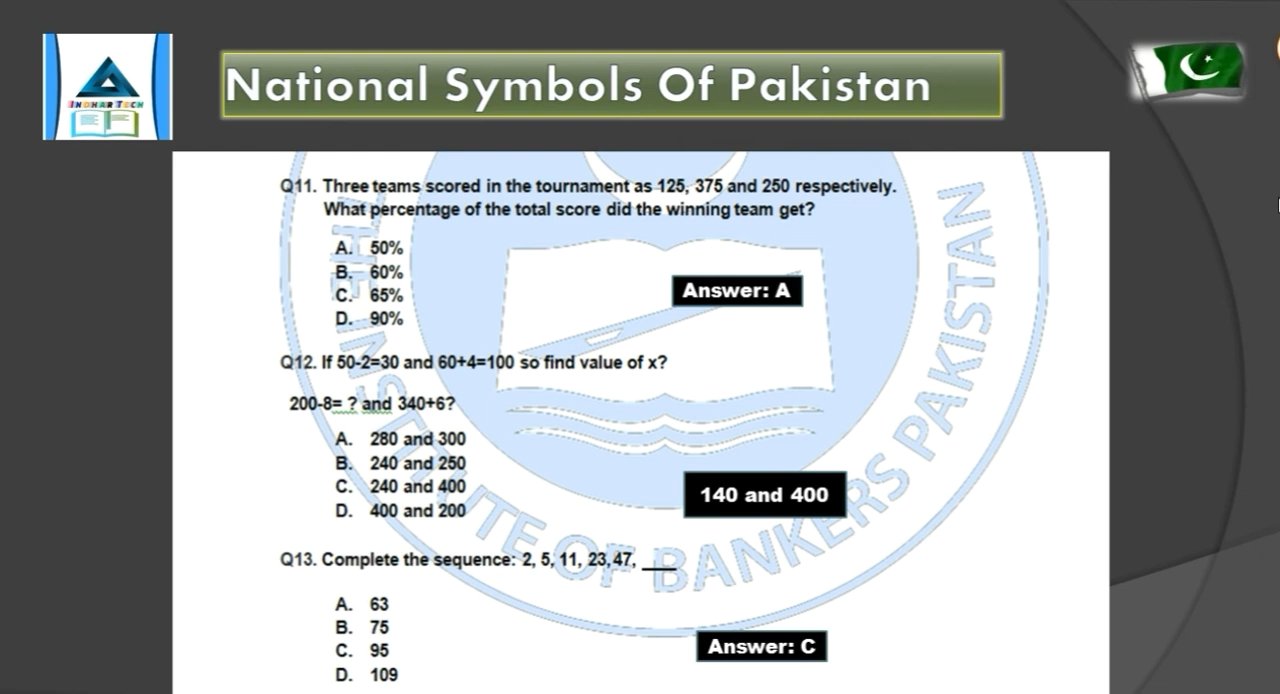 INDHAR TECH
National Symbols Of Pakistan
Q11. Three teams scored in the tournament as 125, 375 and 250 respectively.
What percentage of the total score did the winning team get?
A. 50%
B. 60%
C. 65%
D. 90%
Answer: A
Q12. If 50-2=30 and 60+4=100 so find value of x?
200-8= ? and 340+6?
A. 280 and 300
B. 240 and 250
C. 240 and 400
D. 400 and 200
140 and 400
Q13. Complete the sequence: 2, 5, 11, 23,47, ____
A. 63
B. 75
C. 95
D. 109
Answer: C
THE INSTITUTE OF BANKERS PAKISTAN